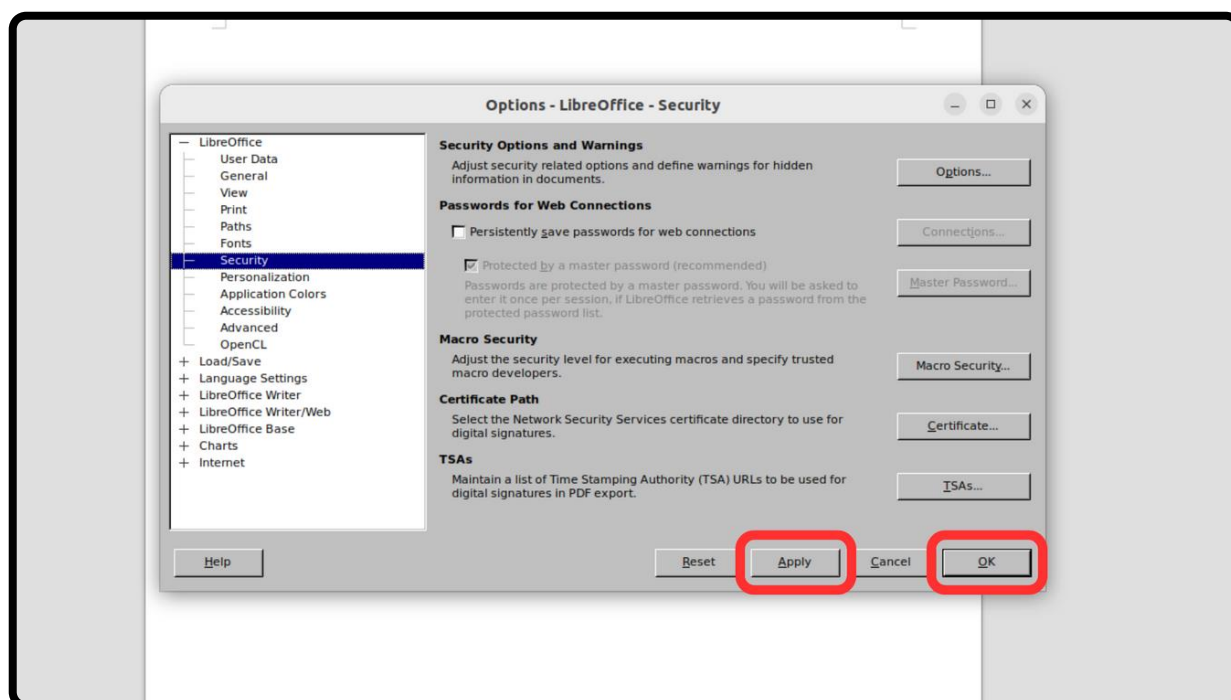 Options - LibreOffice - Security
LibreOffice
User Data
General
View
Print
Paths
Fonts
Security
Personalization
Application Colors
Accessibility
Advanced
OpenCL
Load/Save
Language Settings
LibreOffice Writer
LibreOffice Writer/Web
LibreOffice Base
Charts
Internet
Security Options and Warnings
Adjust security related options and define warnings for hidden
information in documents.
Options...
Passwords for Web Connections
Persistently save passwords for web connections
Connections...
Protected by a master password (recommended)
Passwords are protected by a master password. You will be asked to
enter it once per session, if LibreOffice retrieves a password from the
protected password list.
Master Password...
Macro Security
Adjust the security level for executing macros and specify trusted
macro developers.
Macro Security...
Certificate Path
Select the Network Security Services certificate directory to use for
digital signatures.
Certificate...
TSAs
Maintain a list of Time Stamping Authority (TSA) URLs to be used for
digital signatures in PDF export.
TSAs...
Help
Reset
Apply
Cancel
OK